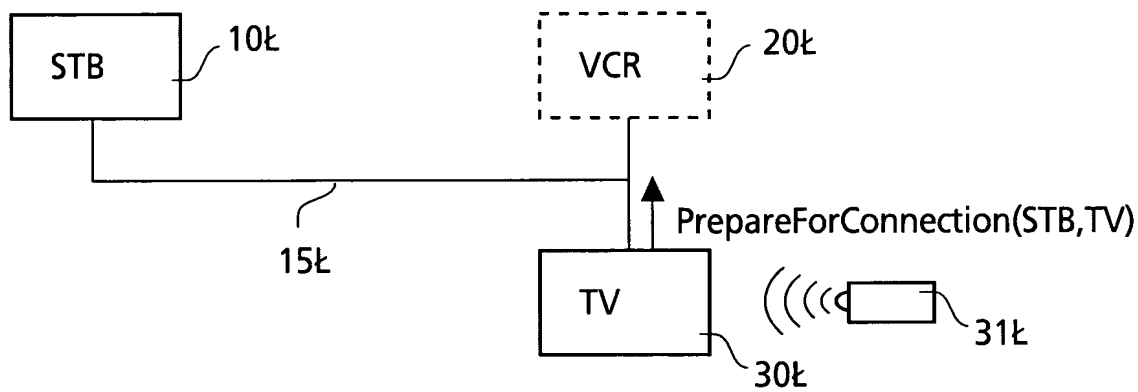 STB
10Ł
VCR
20Ł
15Ł
PrepareForConnection(STB,TV)
TV
30Ł
31Ł